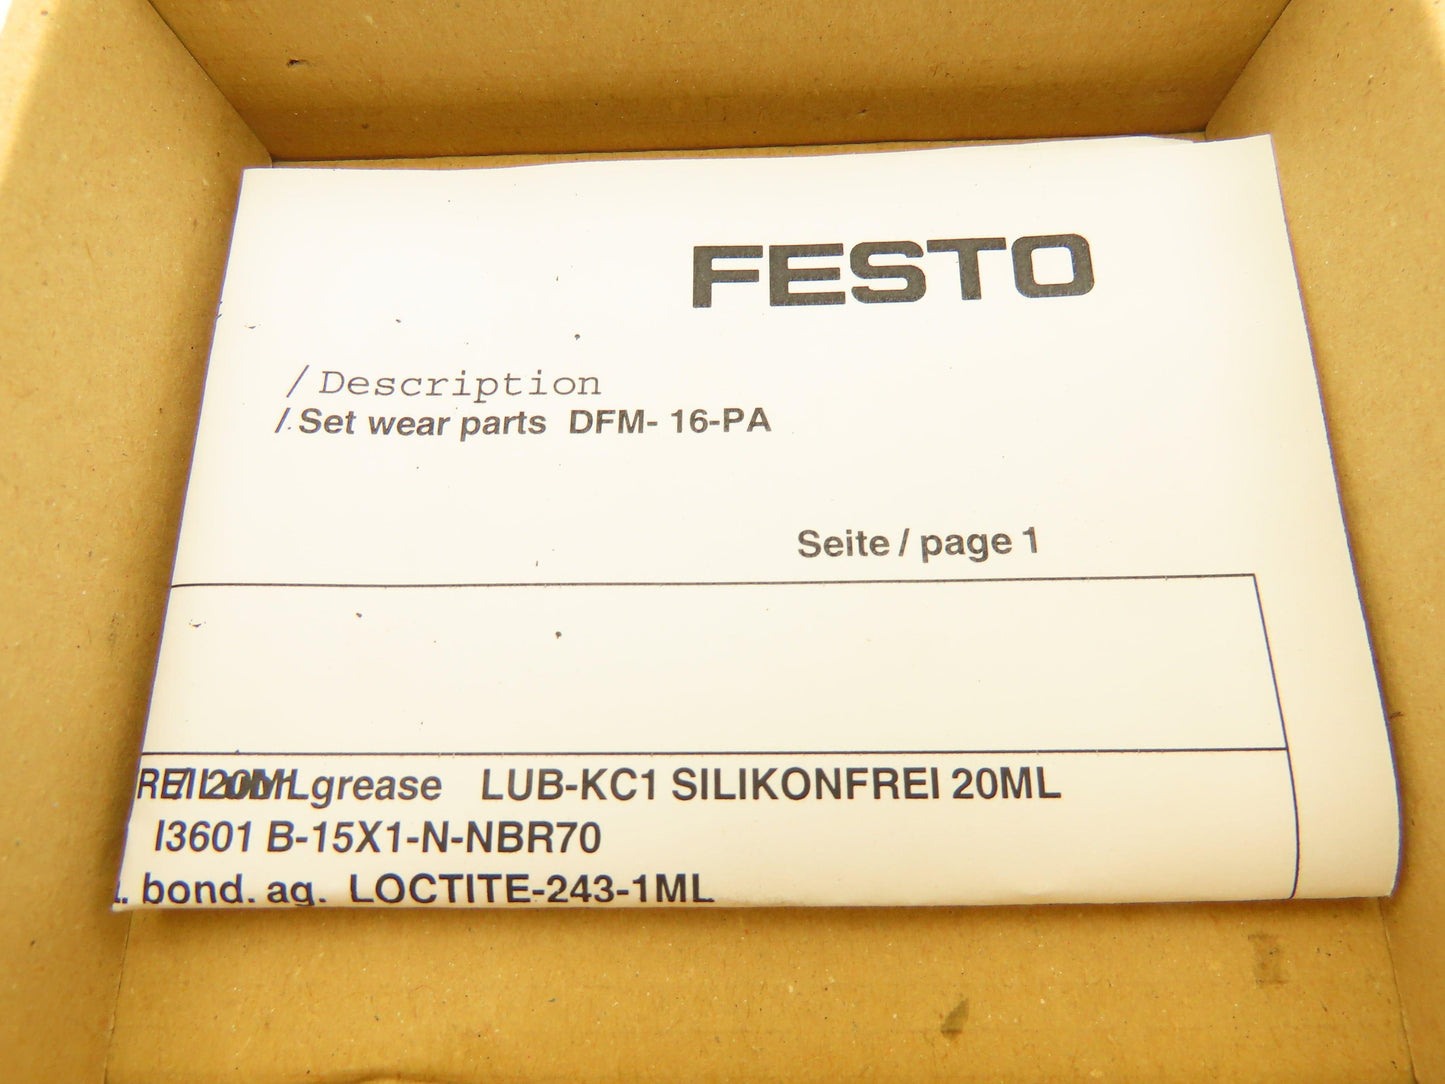 FESTO
/ Description
/ Set wear parts DFM- 16-PA
Seite / page 1
grease LUB-KC1 SILIKONFREI 20ML
I3601 B-15X1-N-NBR70
bond. ag. LOCTITE-243-1ML